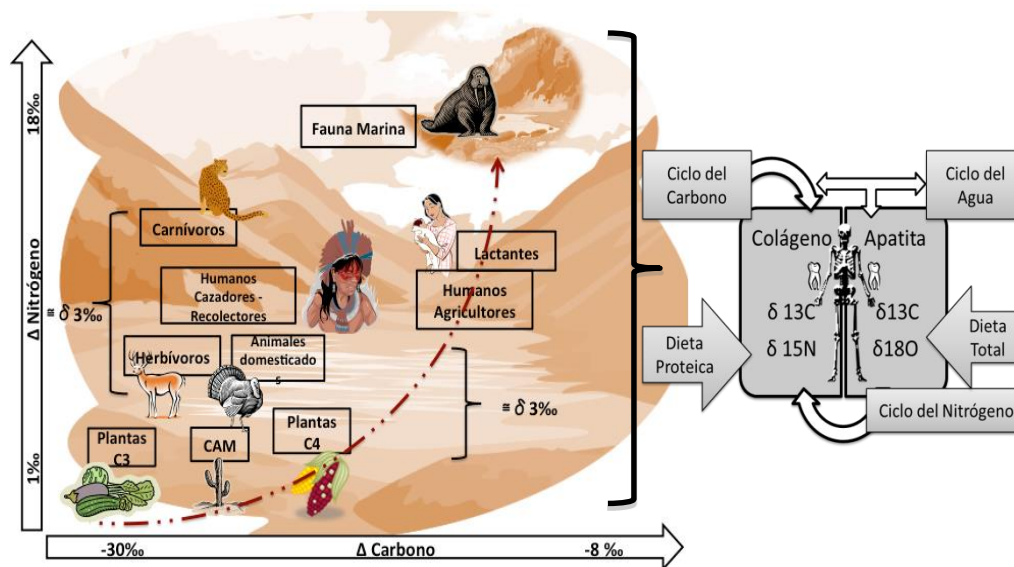 Δ Nitrógeno
18‰
1‰
Fauna Marina
Carnívoros
Lactantes
Humanos
Cazadores -
Recolectores
Humanos
Agricultores
≅ δ 3‰
Herbívoros
Animales
domesticado
s
≅ δ 3‰
Plantas
C3
CAM
Plantas
C4
-30‰
Δ Carbono
-8 ‰
Ciclo del
Carbono
Ciclo del
Agua
Colágeno
Apatita
δ 13C
δ13C
δ 15N
δ18O
Dieta
Proteica
Dieta
Total
Ciclo del Nitrógeno